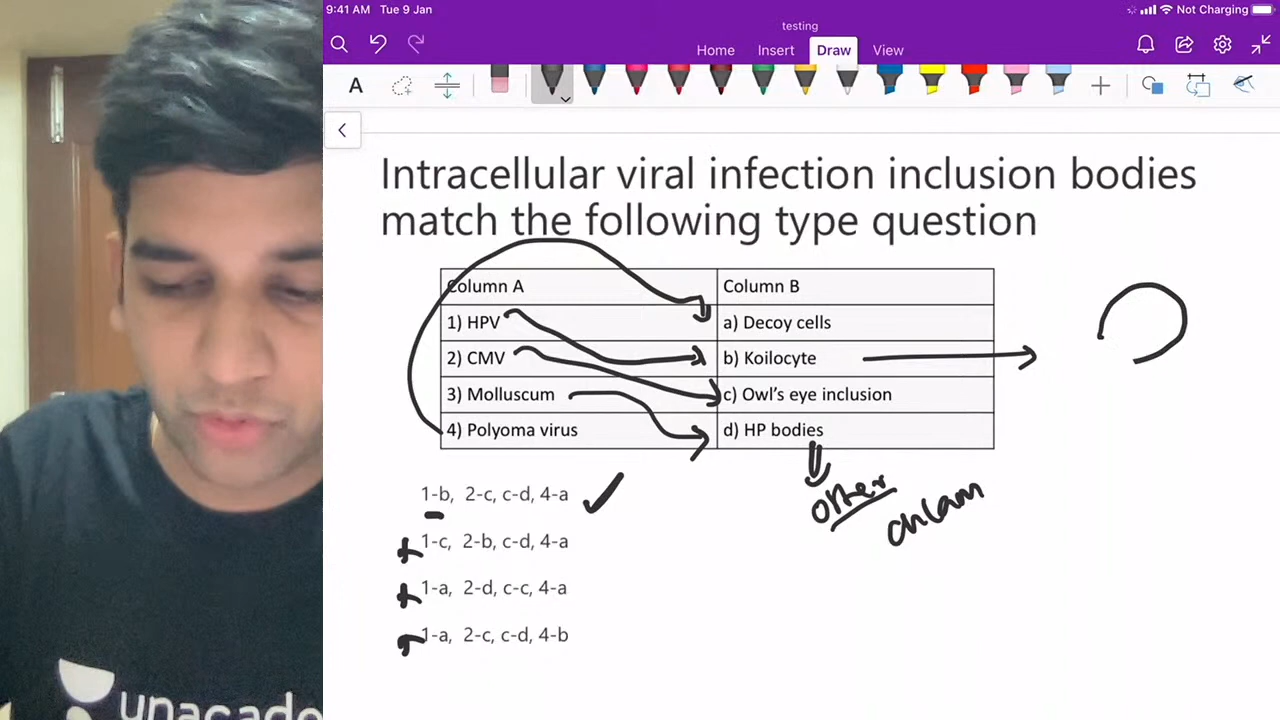 9:41 AM Tue 9 Jan
Not Charging
testing
Home Insert Draw View
A
Intracellular viral infection inclusion bodies
match the following type question
Column A Column B
1) HPV a) Decoy cells
2) CMV b) Koilocyte
3) Molluscum c) Owl's eye inclusion
4) Polyoma virus d) HP bodies
1-b, 2-c, c-d, 4-a
other
chlam
1-c, 2-b, c-d, 4-a
1-a, 2-d, c-c, 4-a
1-a, 2-c, c-d, 4-b